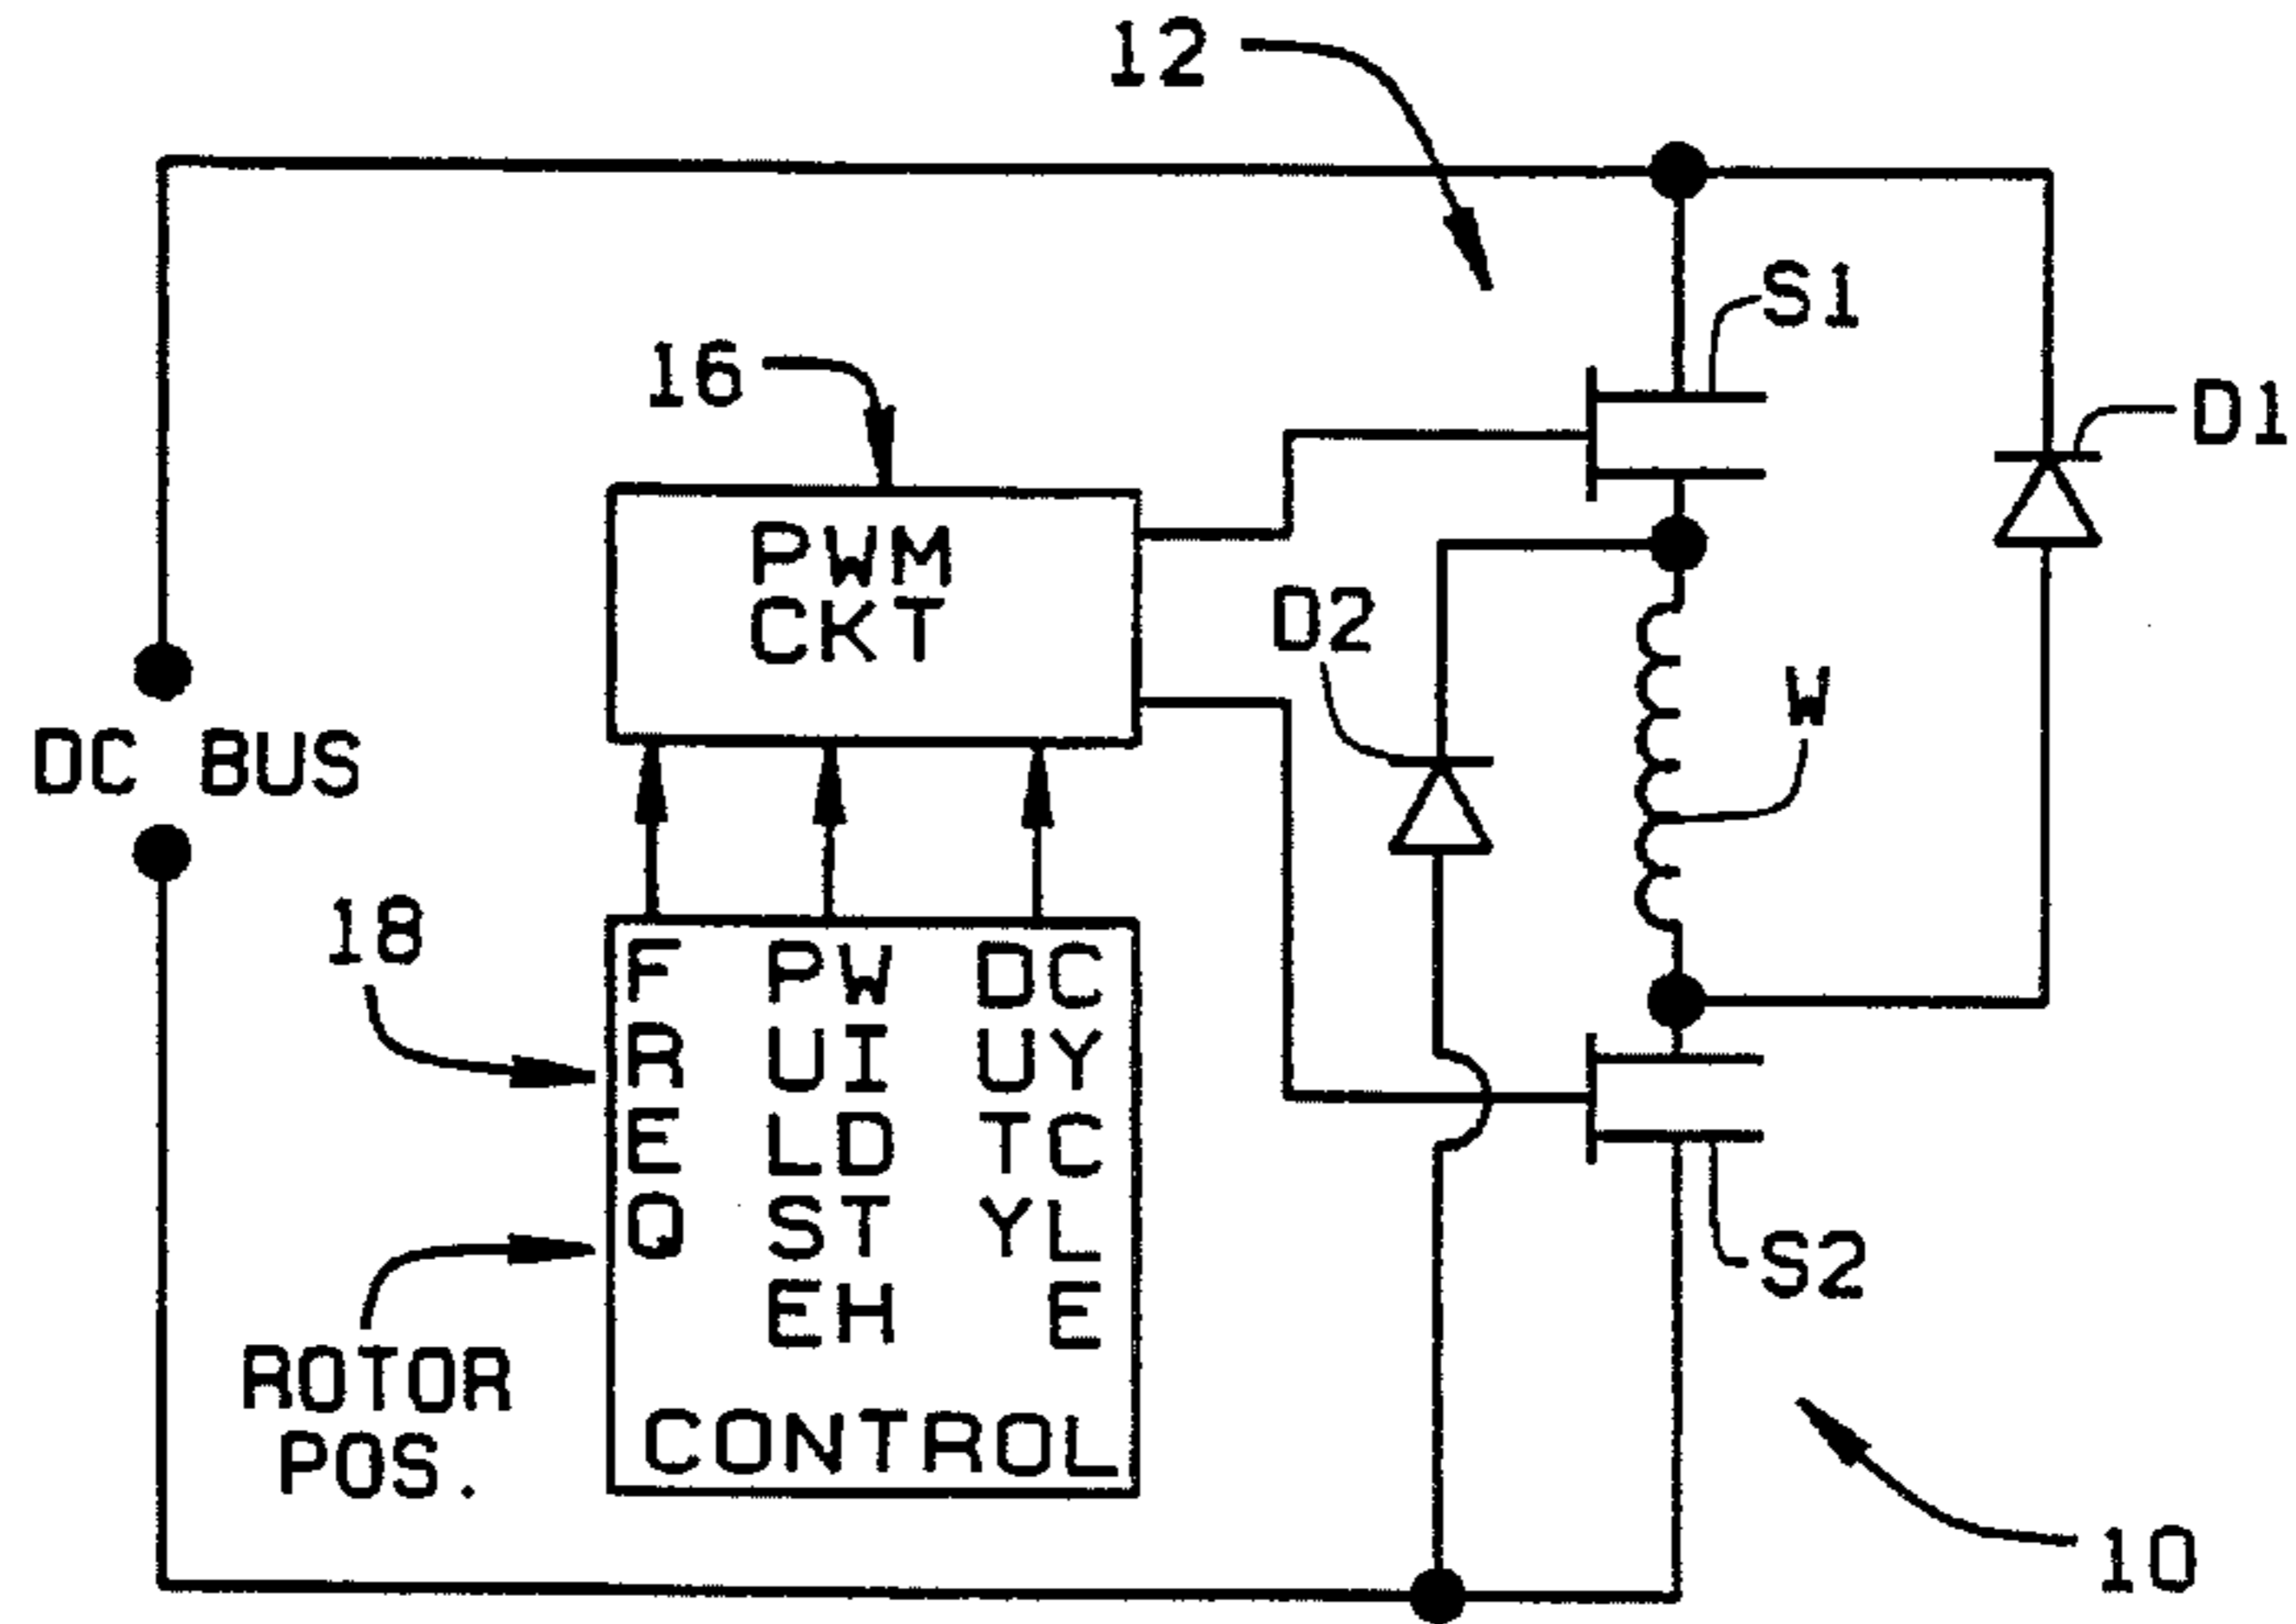 12
S1
16
D1
PWM
CKT
D2
W
DC BUS
18
F PW DC
R UI UY
E LD TC
Q ST YL
EH E
CONTROL
ROTOR
POS.
S2
10